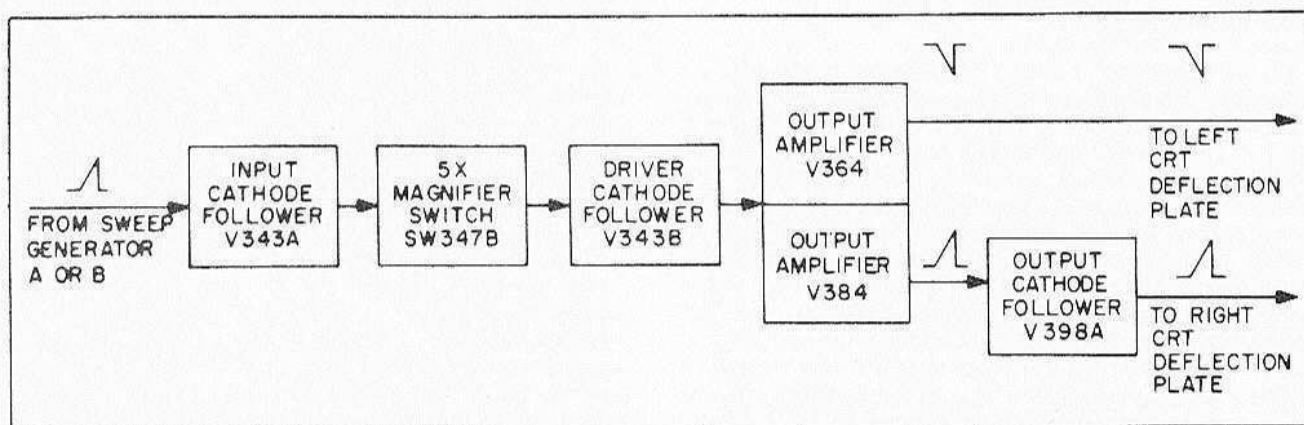 FROM SWEEP
GENERATOR
A OR B
INPUT
CATHODE
FOLLOWER
V343A
5X
MAGNIFIER
SWITCH
SW347B
DRIVER
CATHODE
FOLLOWER
V343B
OUTPUT
AMPLIFIER
V364
OUTPUT
AMPLIFIER
V384
TO LEFT
CRT
DEFLECTION
PLATE
OUTPUT
CATHODE
FOLLOWER
V398A
TO RIGHT
CRT
DEFLECTION
PLATE